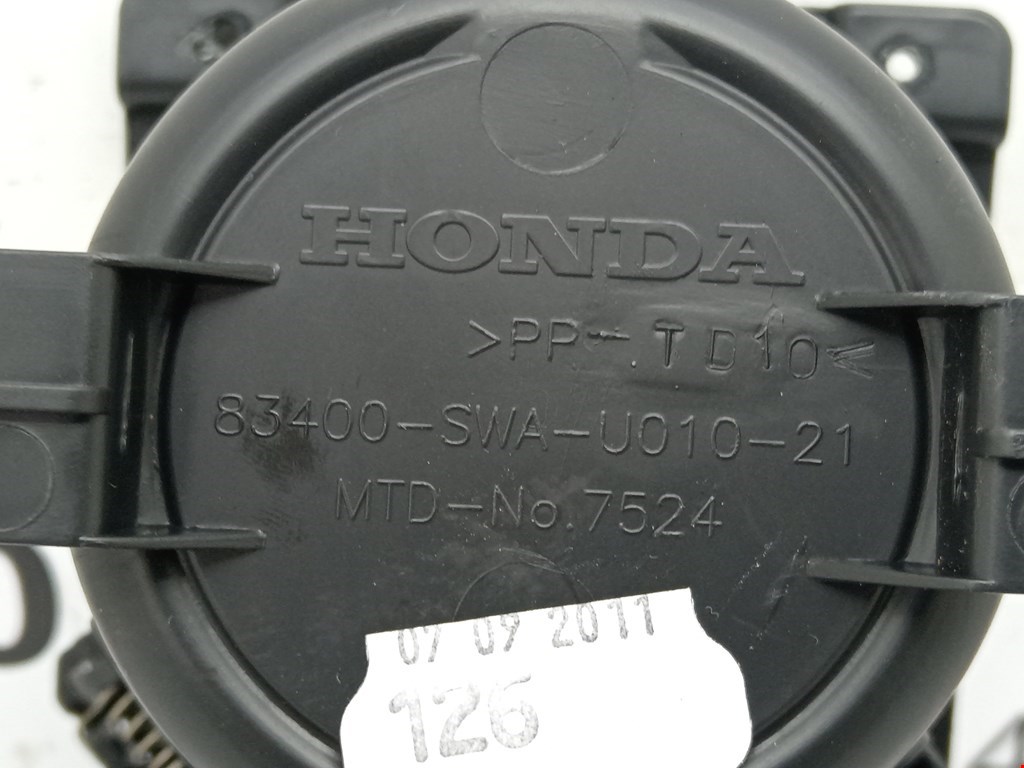 HONDA
>PP-.TD10<
83400-SWA-U010-21
MTD-No.7524
07 09 2011
126